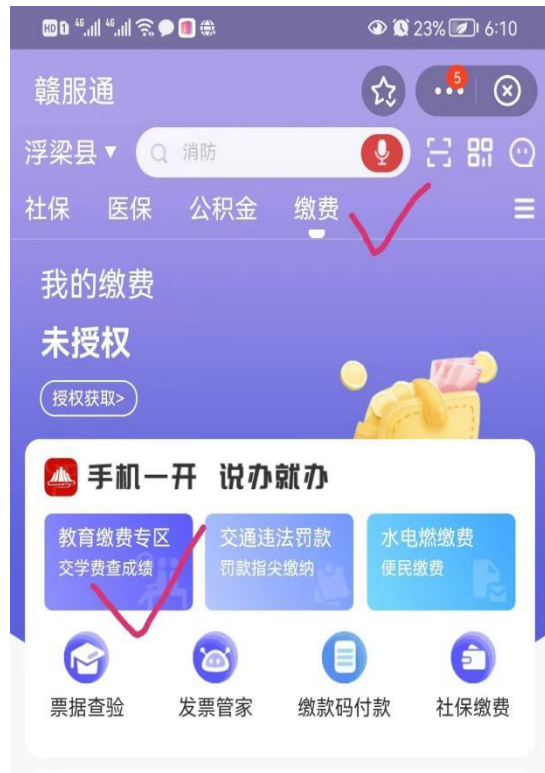 HD 1 4G 4G 23% 6:10
赣服通 5
浮梁县 消防
社保 医保 公积金 缴费
我的缴费
未授权
授权获取>
手机一开 说办就办
教育缴费专区 交通违法罚款 水电燃缴费
交学费查成绩 罚款指尖缴纳 便民缴费
票据查验 发票管家 缴款码付款 社保缴费